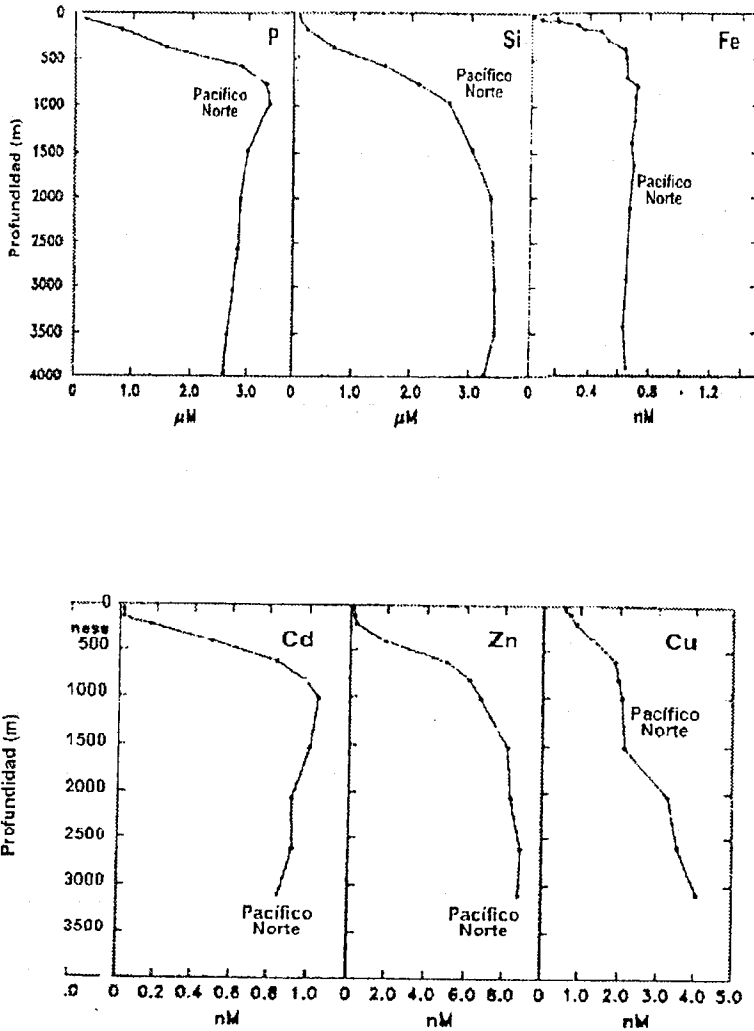 P
Si
Fe
Profundidad (m)
0
500
1000
1500
2000
2500
3000
3500
4000
Pacífico
Norte
Pacífico
Norte
Pacífico
Norte
0 1.0 2.0 3.0
0 1.0 2.0 3.0
0 0.4 0.8 1.2
µM
µM
nM
Cd
Zn
Cu
Profundidad (m)
0
ness
500
1000
1500
2000
2500
3000
3500
Pacífico
Norte
Pacífico
Norte
Pacífico
Norte
.0 0 0.2 0.4 0.6 0.8 1.0
0 2.0 4.0 6.0 8.0
0 1.0 2.0 3.0 4.0 5.0
nM
nM
nM